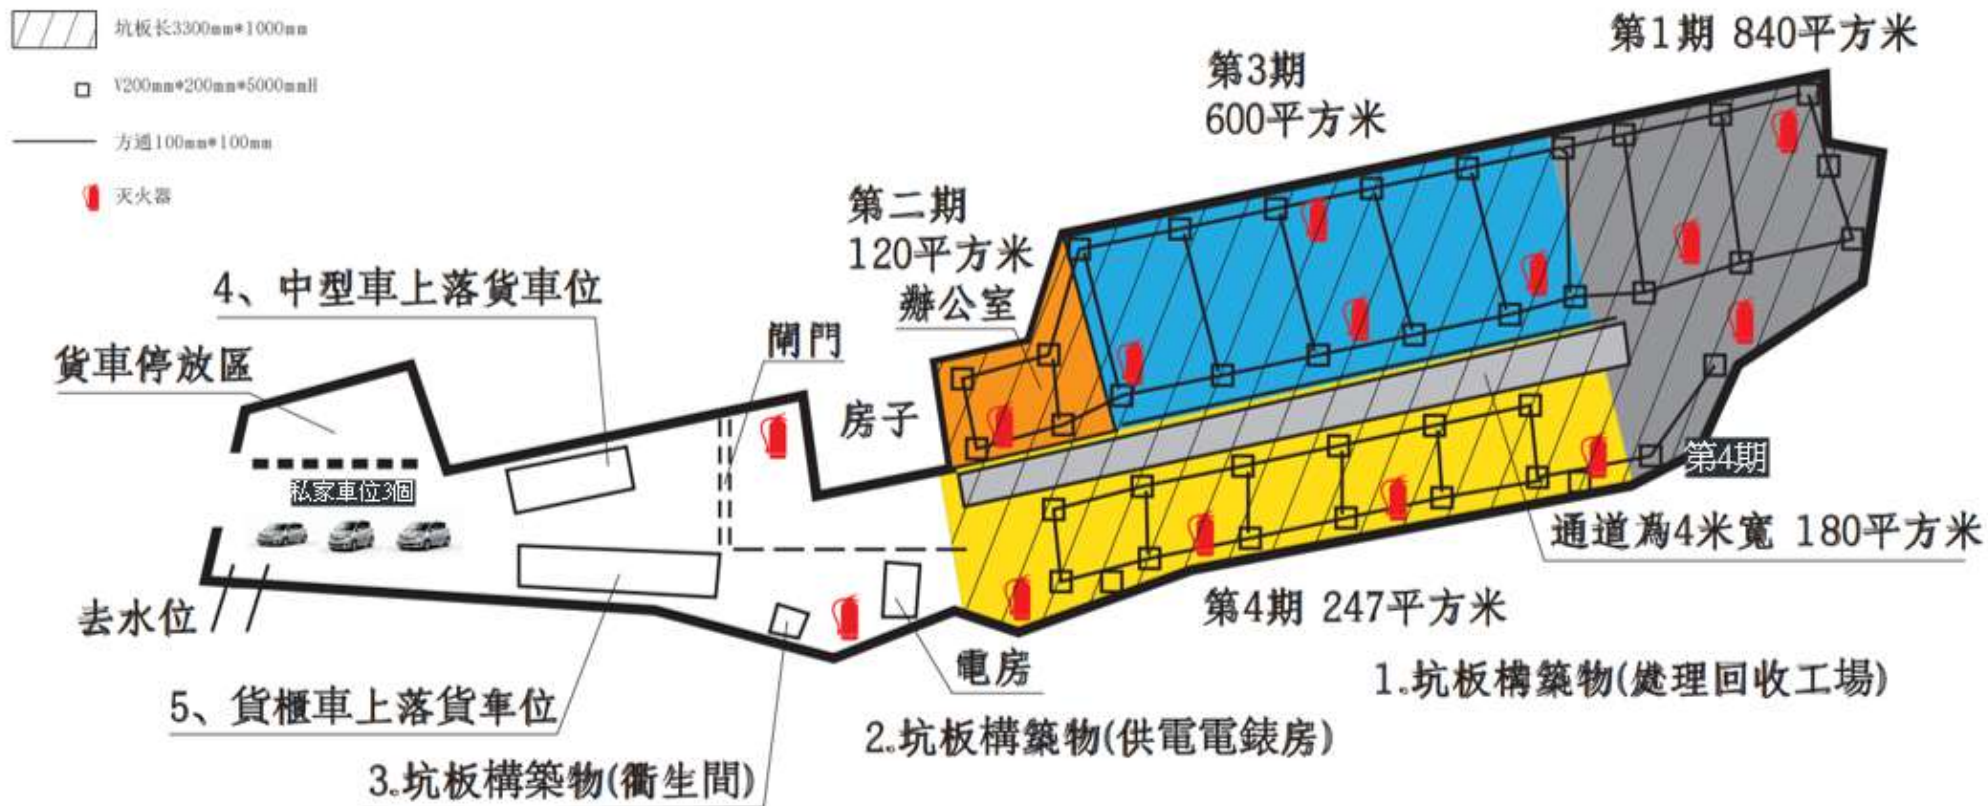 坑板长3300mm*1000mm
V200mm*200mm*5000mmH
方通100mm*100mm
灭火器
第1期 840平方米
第3期
600平方米
第二期
120平方米
辦公室
4、中型車上落貨車位
閘門
貨車停放區
房子
私家車位3個
第4期
通道為4米寬 180平方米
去水位
第4期 247平方米
電房
1.坑板構築物(處理回收工場)
5、貨櫃車上落貨車位
2.坑板構築物(供電電錶房)
3.坑板構築物(衛生間)